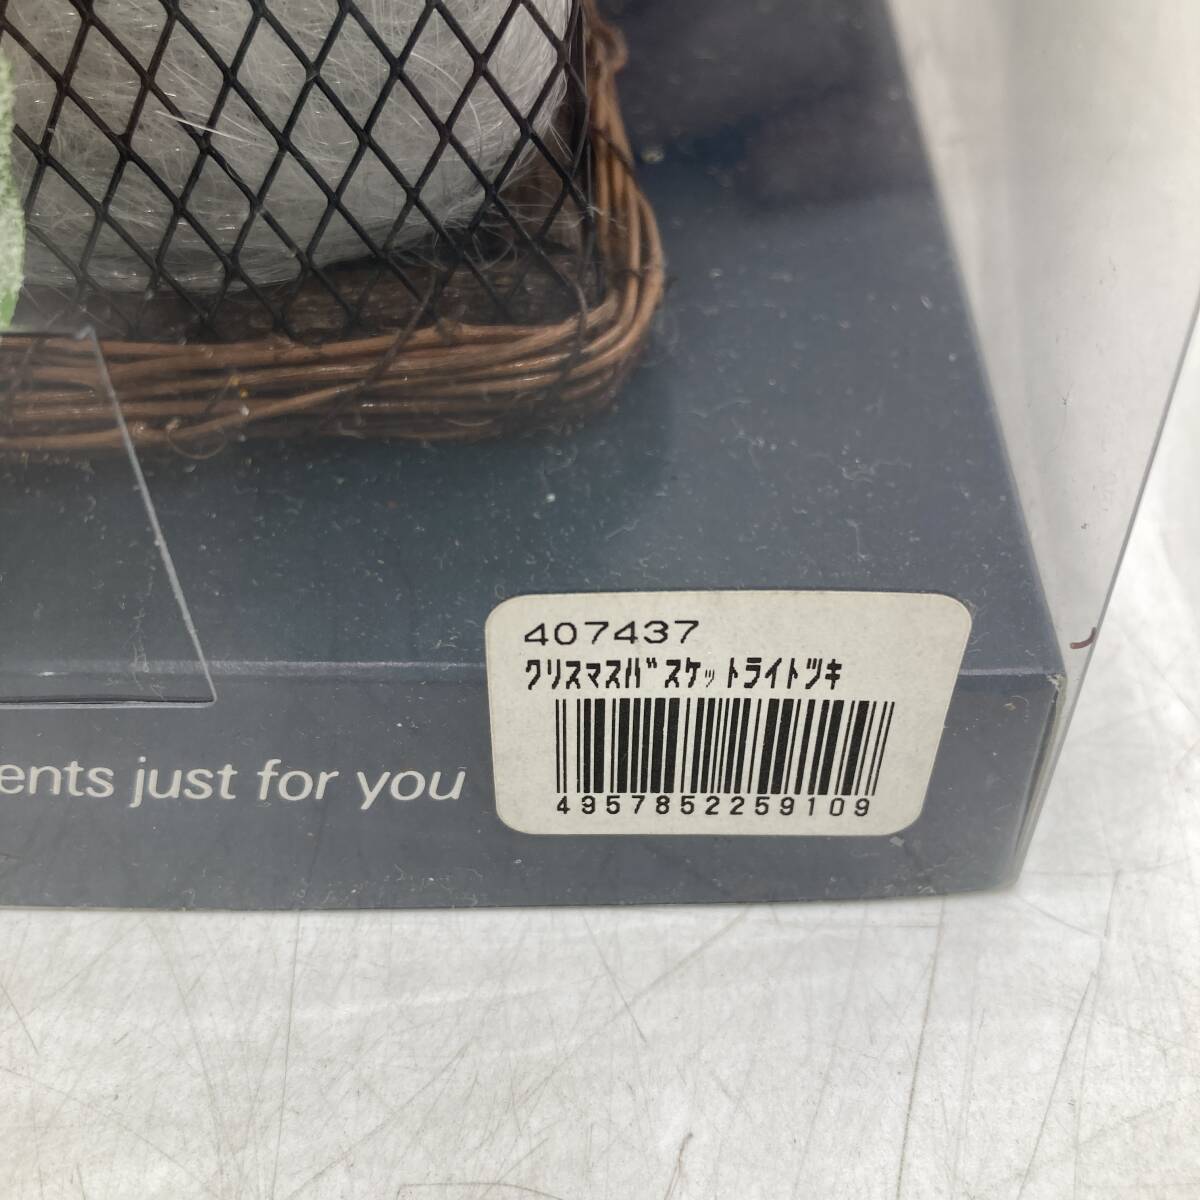 407437
ｸﾘｽﾏｽﾊﾞｽｹｯﾄﾗｲﾄﾂｷ
4957852259109
ents just for you